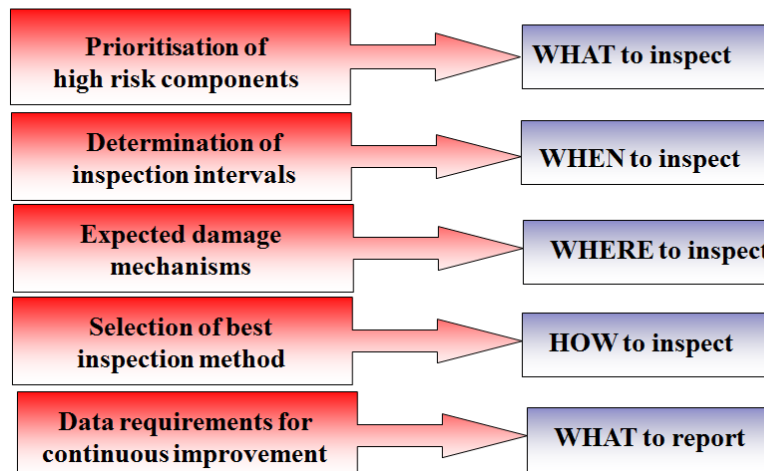 Prioritisation of
high risk components
WHAT to inspect
Determination of
inspection intervals
WHEN to inspect
Expected damage
mechanisms
WHERE to inspect
Selection of best
inspection method
HOW to inspect
Data requirements for
continuous improvement
WHAT to report